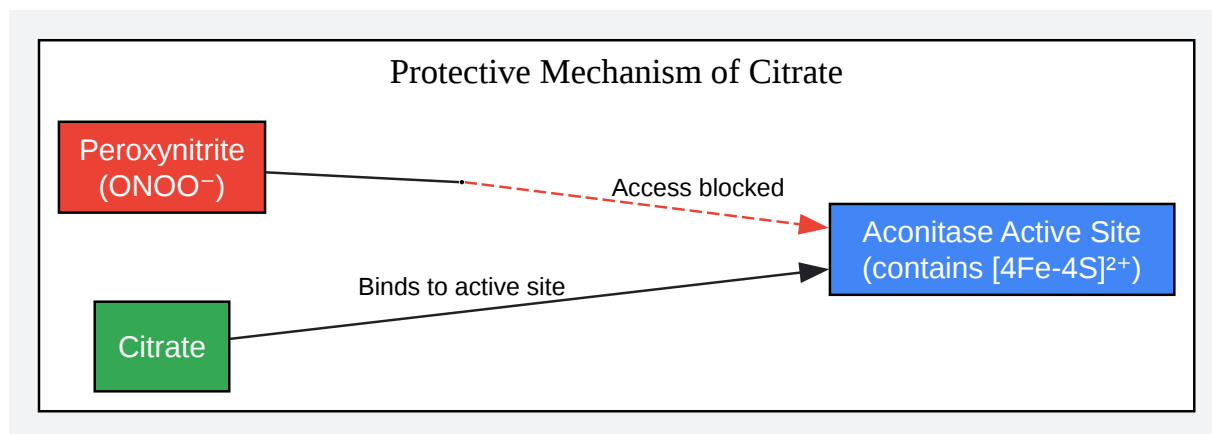 Protective Mechanism of Citrate
Peroxynitrite
(ONOO⁻)
Access blocked
Aconitase Active Site
(contains [4Fe-4S]²⁺)
Binds to active site
Citrate